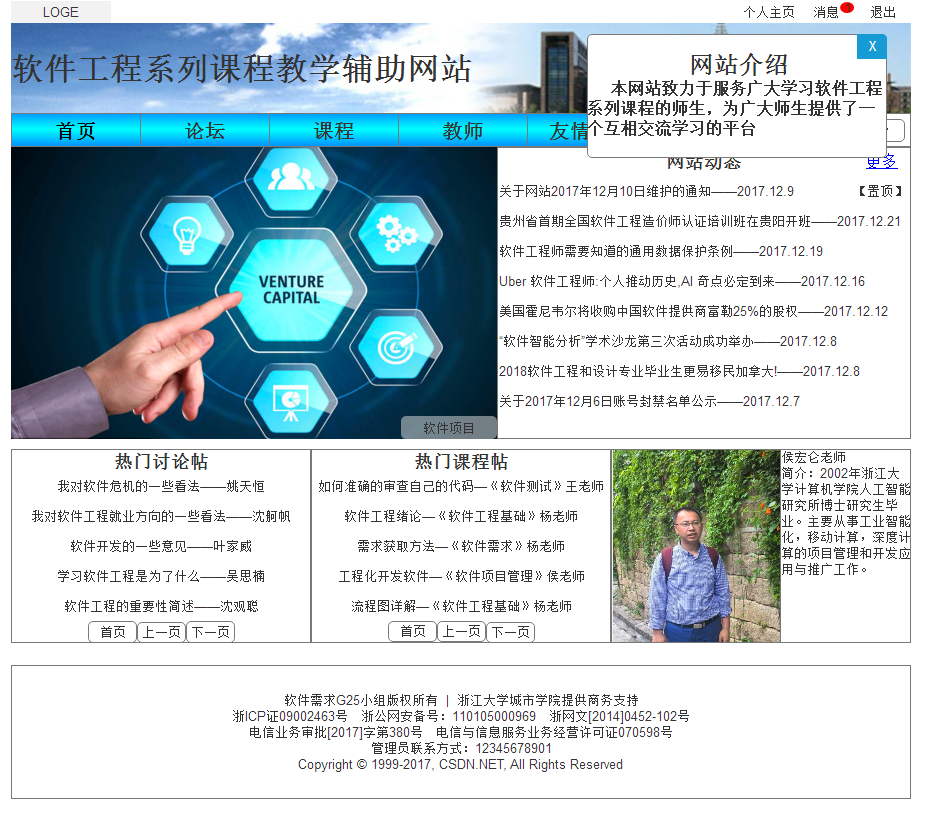 LOGE
个人主页 消息 1 退出
软件工程系列课程教学辅助网站
X
网站介绍
本网站致力于服务广大学习软件工程
系列课程的师生，为广大师生提供了一
个互相交流学习的平台
首页 论坛 课程 教师 友情
VENTURE
CAPITAL
软件项目
网站动态 更多
关于网站2017年12月10日维护的通知——2017.12.9 【置顶】
贵州省首期全国软件工程造价师认证培训班在贵阳开班——2017.12.21
软件工程师需要知道的通用数据保护条例——2017.12.19
Uber 软件工程师:个人推动历史,AI 奇点必定到来——2017.12.16
美国霍尼韦尔将收购中国软件提供商富勒25%的股权——2017.12.12
“软件智能分析”学术沙龙第三次活动成功举办——2017.12.8
2018软件工程和设计专业毕业生更易移民加拿大!——2017.12.8
关于2017年12月6日账号封禁名单公示——2017.12.7
热门讨论帖
我对软件危机的一些看法——姚天恒
我对软件工程就业方向的一些看法——沈舸帆
软件开发的一些意见——叶家威
学习软件工程是为了什么——吴思楠
软件工程的重要性简述——沈观聪
首页 上一页 下一页
热门课程帖
如何准确的审查自己的代码—《软件测试》王老师
软件工程绪论—《软件工程基础》杨老师
需求获取方法—《软件需求》杨老师
工程化开发软件—《软件项目管理》侯老师
流程图详解—《软件工程基础》杨老师
首页 上一页 下一页
侯宏仑老师
简介：2002年浙江大
学计算机学院人工智能
研究所博士研究生毕
业。主要从事工业智能
化，移动计算，深度计
算的项目管理和开发应
用与推广工作。
软件需求G25小组版权所有 | 浙江大学城市学院提供商务支持
浙ICP证09002463号 浙公网安备号：110105000969 浙网文[2014]0452-102号
电信业务审批[2017]字第380号 电信与信息服务业务经营许可证070598号
管理员联系方式：12345678901
Copyright © 1999-2017, CSDN.NET, All Rights Reserved